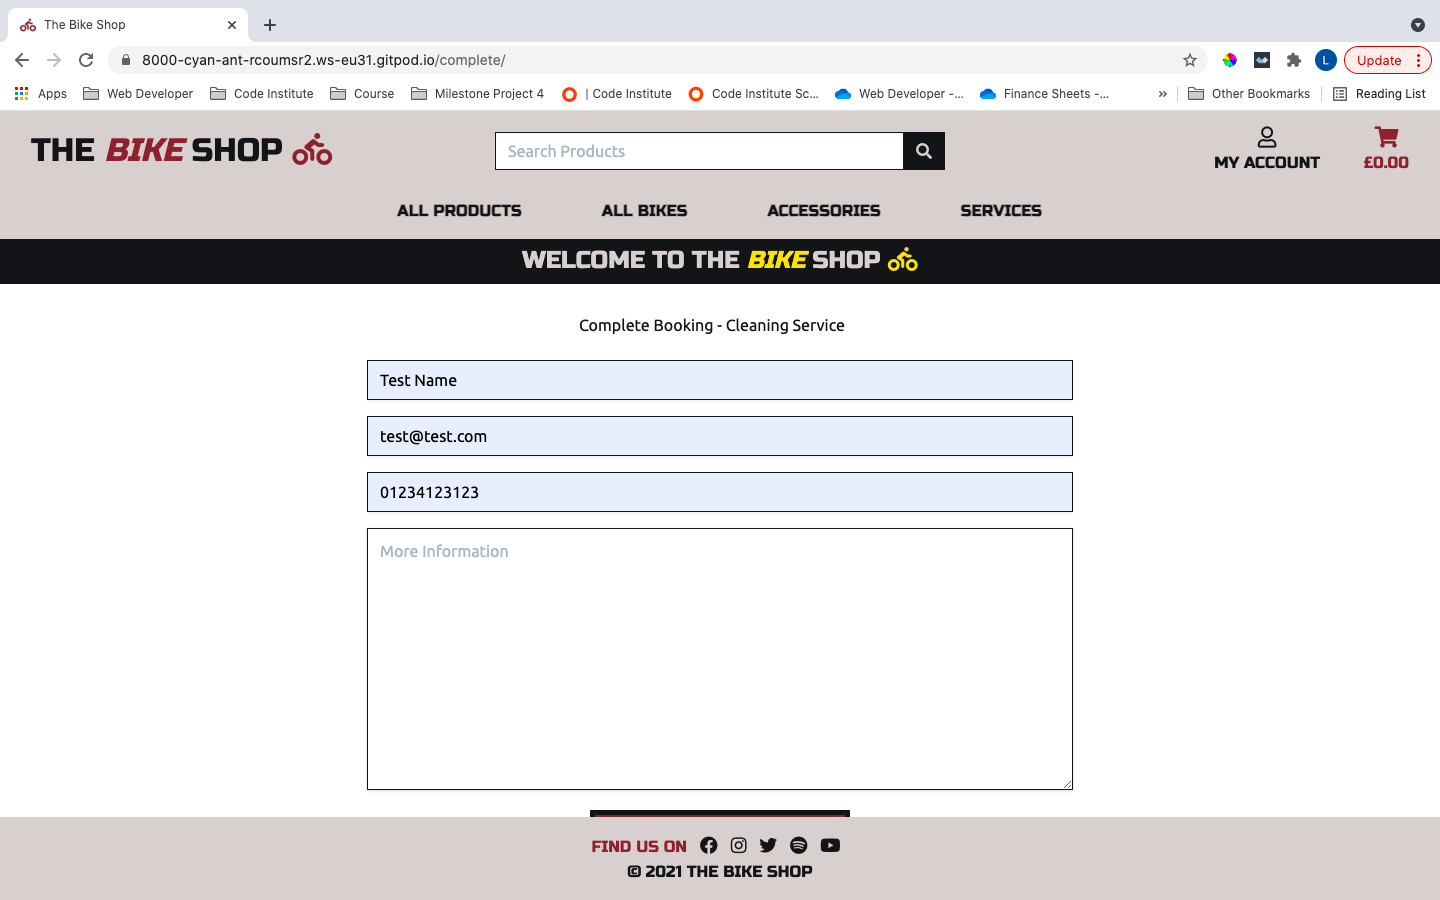 The Bike Shop
8000-cyan-ant-rcoumsr2.ws-eu31.gitpod.io/complete/
L
Update
Apps
Web Developer
Code Institute
Course
Milestone Project 4
| Code Institute
Code Institute Sc...
Web Developer -...
Finance Sheets -...
»
Other Bookmarks
Reading List
THE BIKE SHOP
Search Products
MY ACCOUNT
£0.00
ALL PRODUCTS
ALL BIKES
ACCESSORIES
SERVICES
WELCOME TO THE BIKE SHOP
Complete Booking - Cleaning Service
Test Name
test@test.com
01234123123
More Information
FIND US ON
© 2021 THE BIKE SHOP